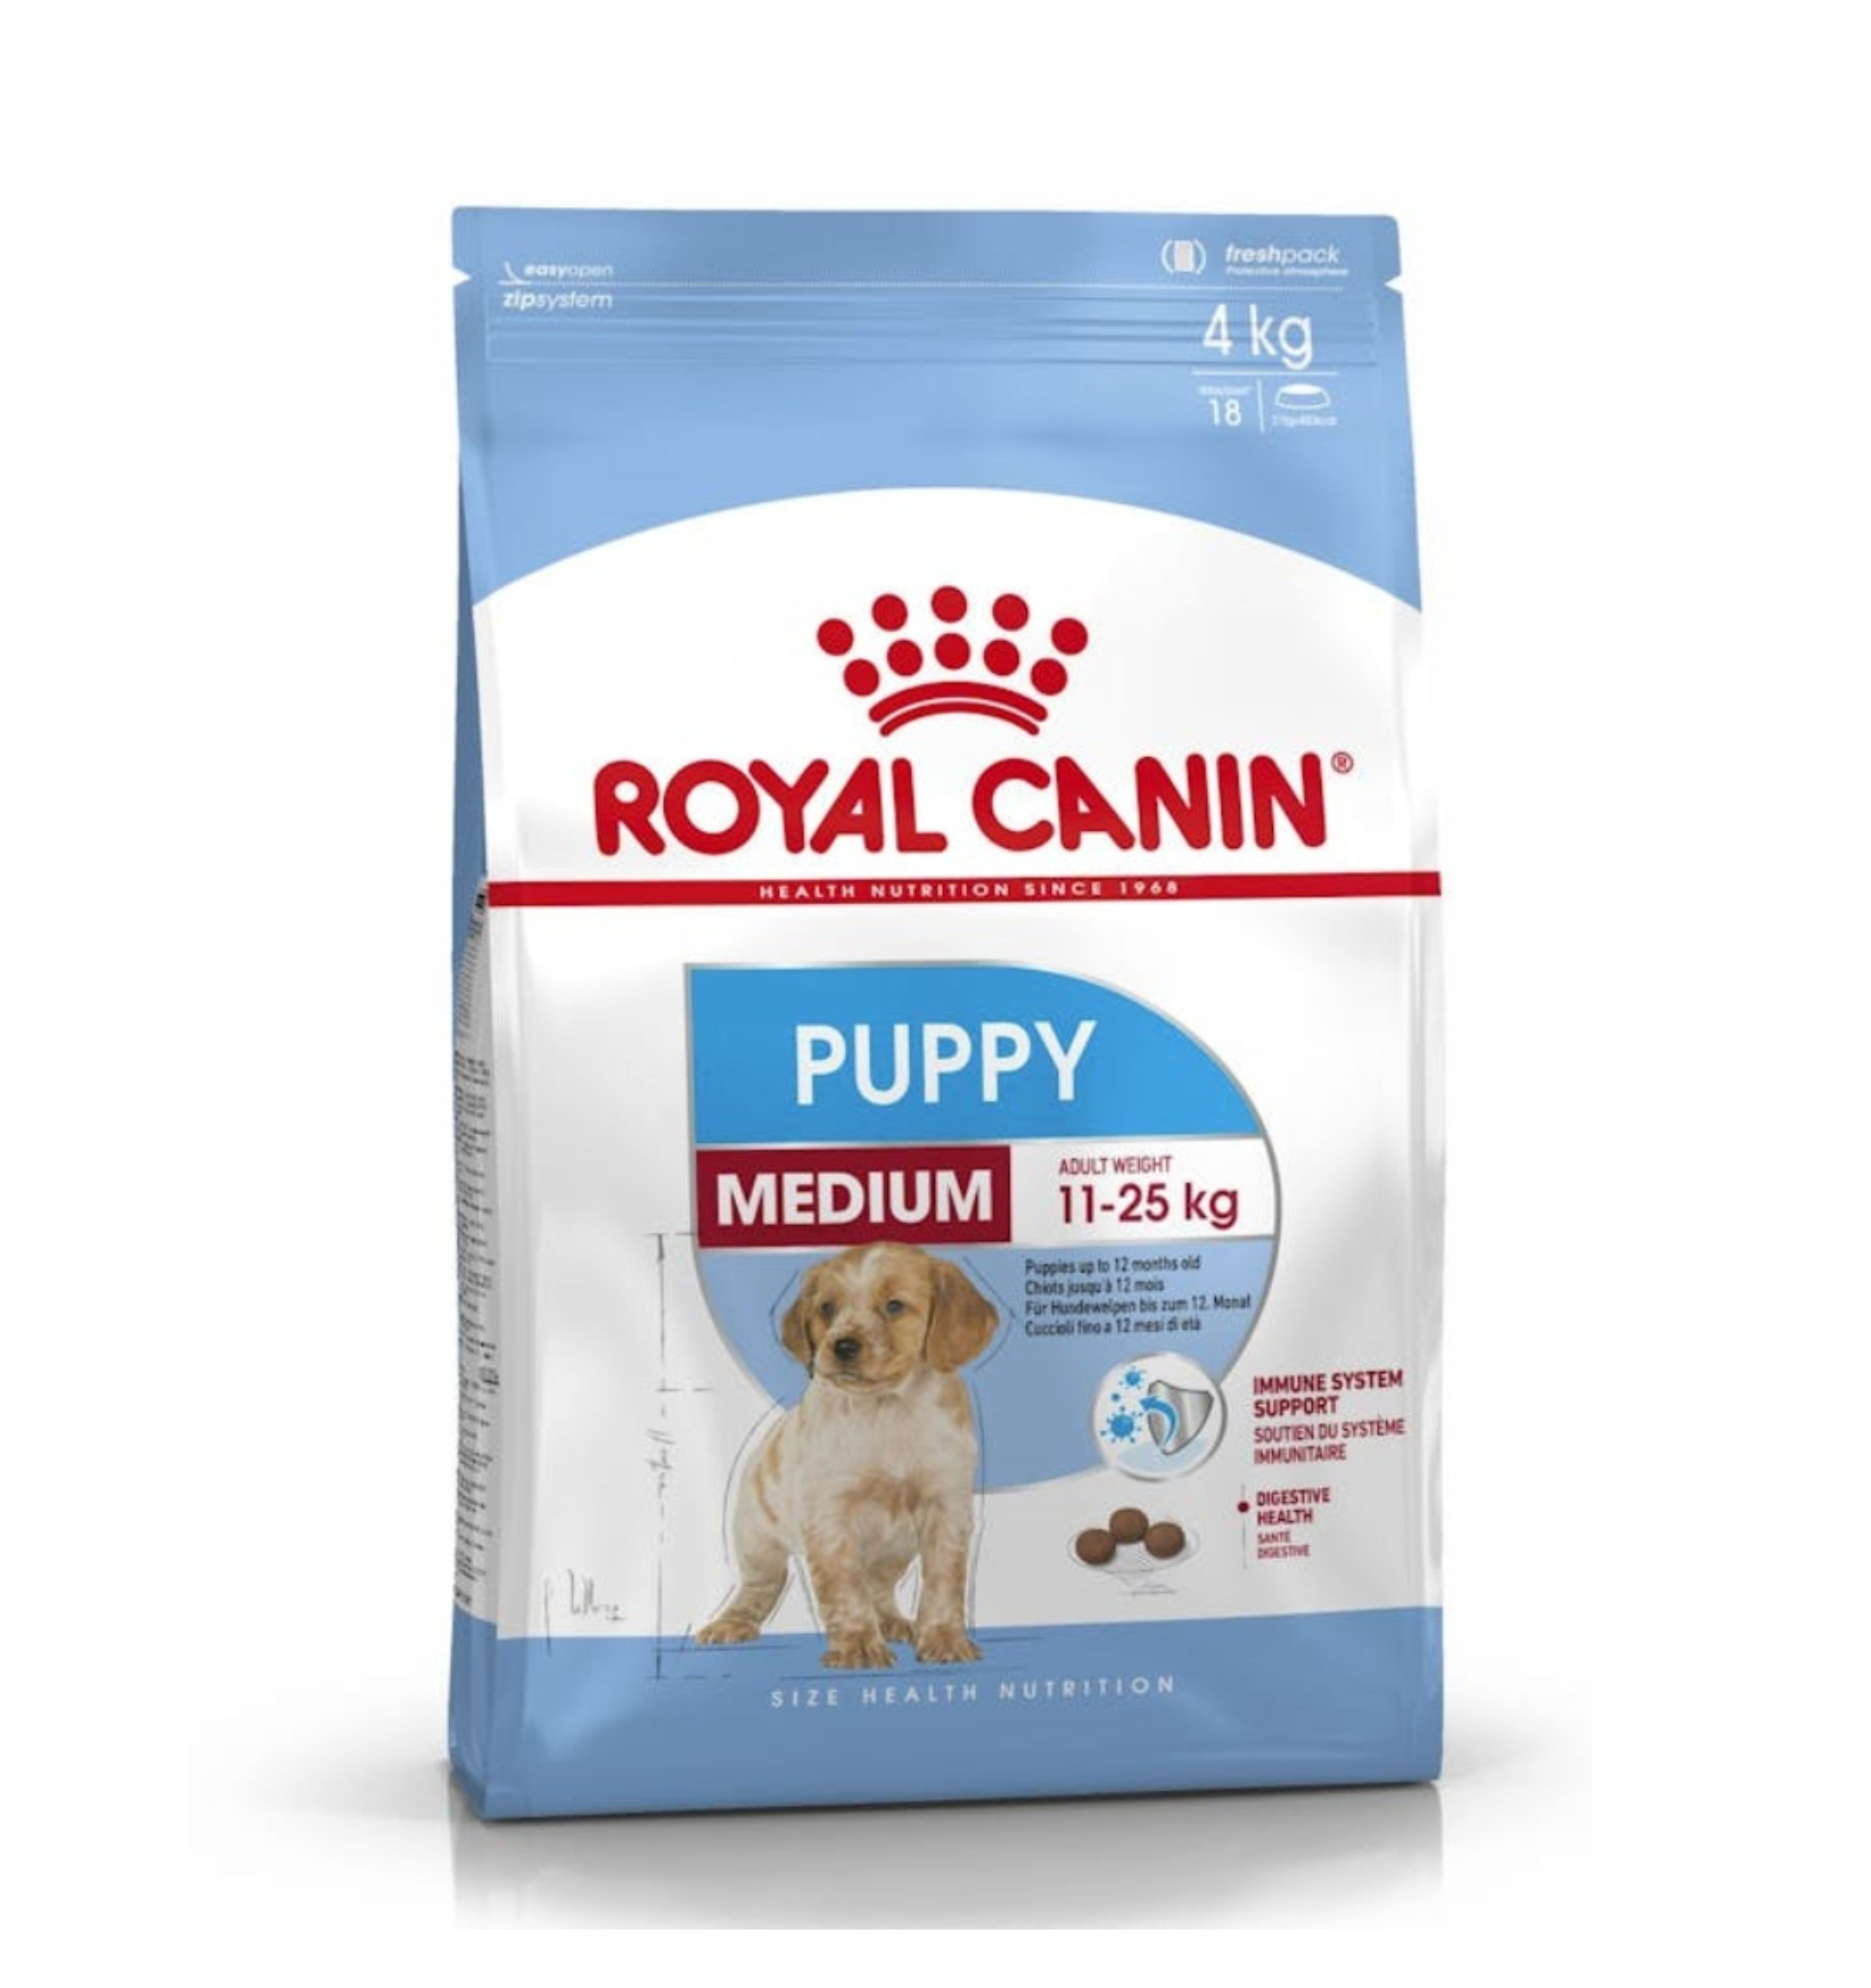 easyopen
zipsystem
freshpack
Protective atmosphere
4 kg
18
ROYAL CANIN®
HEALTH NUTRITION SINCE 1968
PUPPY
MEDIUM
ADULT WEIGHT
11-25 kg
Puppies up to 12 months old
Chiots jusqu'à 12 mois
Für Hundewelpen bis zum 12. Monat
Cuccioli fino a 12 mesi di età
IMMUNE SYSTEM
SUPPORT
SOUTIEN DU SYSTÈME
IMMUNITAIRE
DIGESTIVE
HEALTH
SANTÉ
DIGESTIVE
SIZE HEALTH NUTRITION